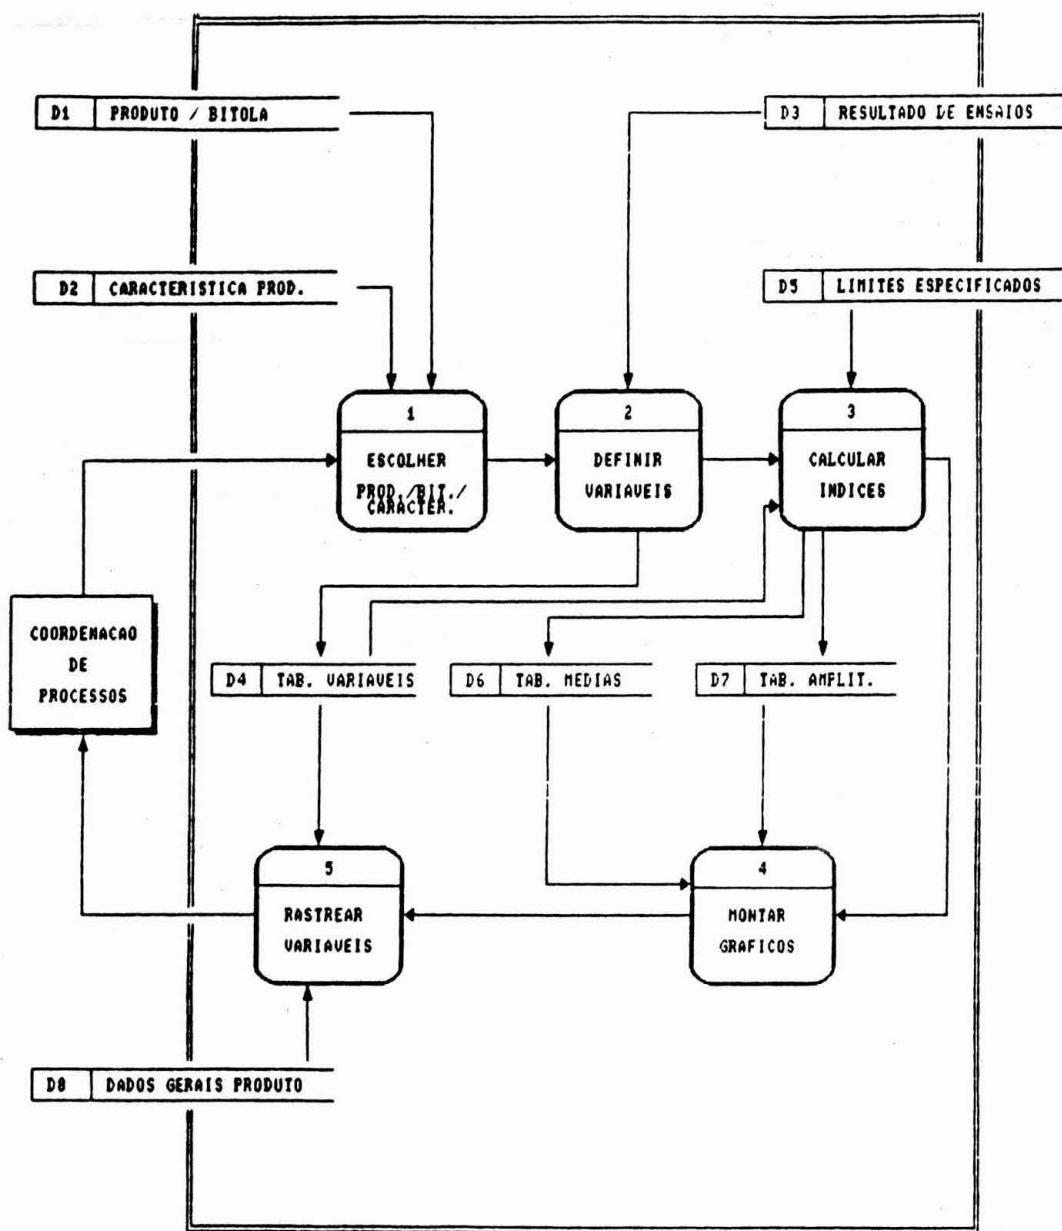 D1 PRODUTO / BITOLA
D3 RESULTADO DE ENSAIOS
D2 CARACTERISTICA PROD.
D5 LIMITES ESPECIFICADOS
1
ESCOLHER
PROD./BIT./
CARACTER.
2
DEFINIR
VARIAVEIS
3
CALCULAR
INDICES
COORDENACAO
DE
PROCESSOS
D4 TAB. VARIAVEIS
D6 TAB. MEDIAS
D7 TAB. AMPLIT.
5
RASTREAR
VARIAVEIS
4
MONTAR
GRAFICOS
D8 DADOS GERAIS PRODUTO